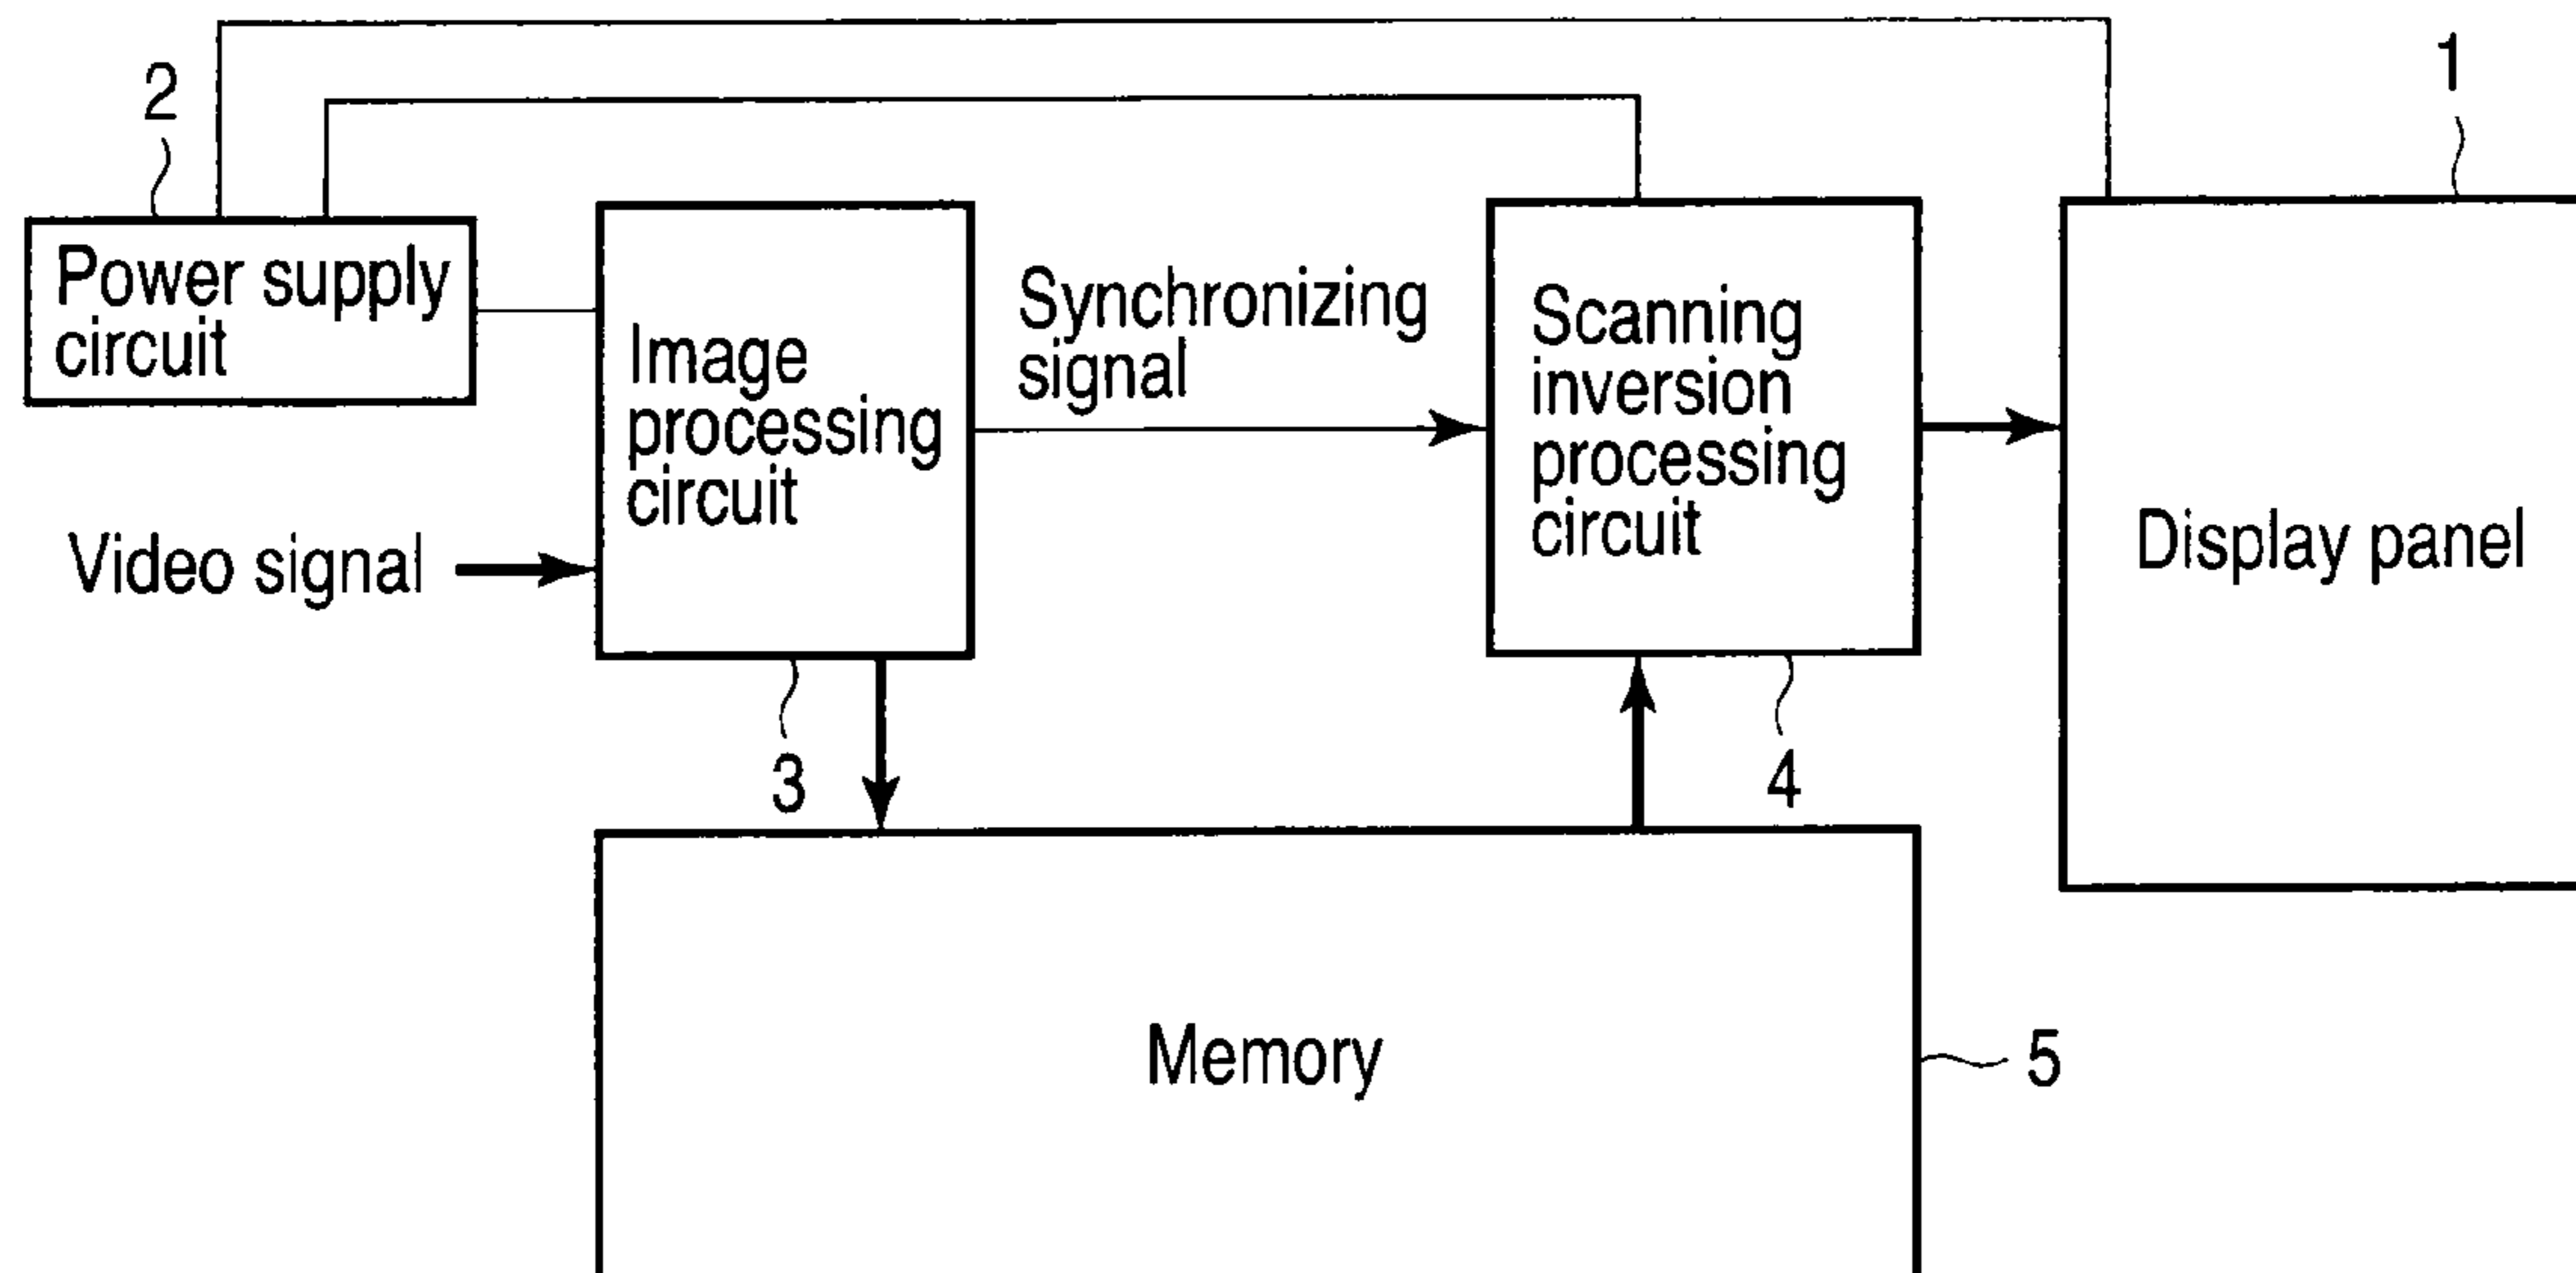 2
1
Power supply
circuit
Image
processing
circuit
Synchronizing
signal
Scanning
inversion
processing
circuit
Video signal
Display panel
3
4
Memory
5